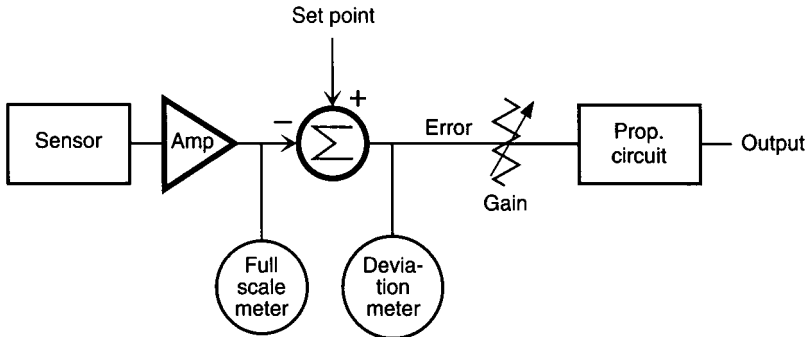 Set point
−
+
Sensor
Amp
Σ
Error
Prop.
circuit
Output
Gain
Full
scale
meter
Devia-
tion
meter